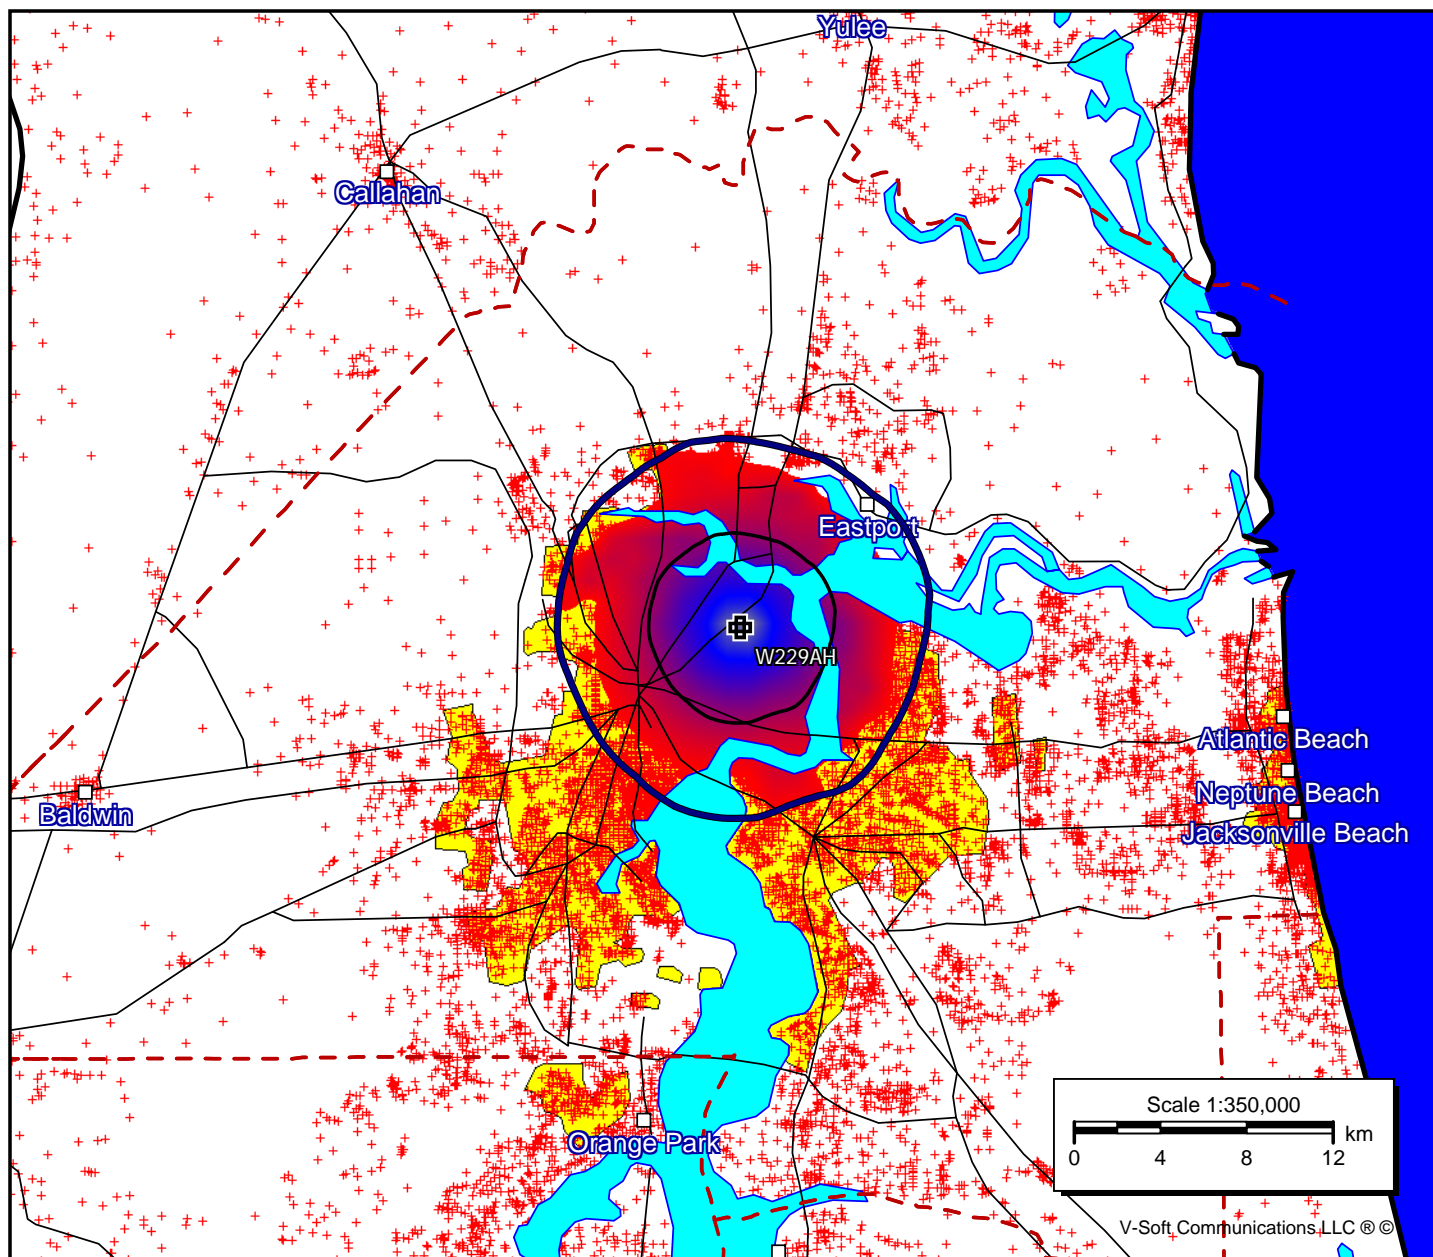 Yulee
Callahan
Eastport
W229AH
Atlantic Beach
Neptune Beach
Baldwin
Jacksonville Beach
Scale 1:350,000
km
0 4 8 12
Orange Park
V-Soft Communications LLC ® ©